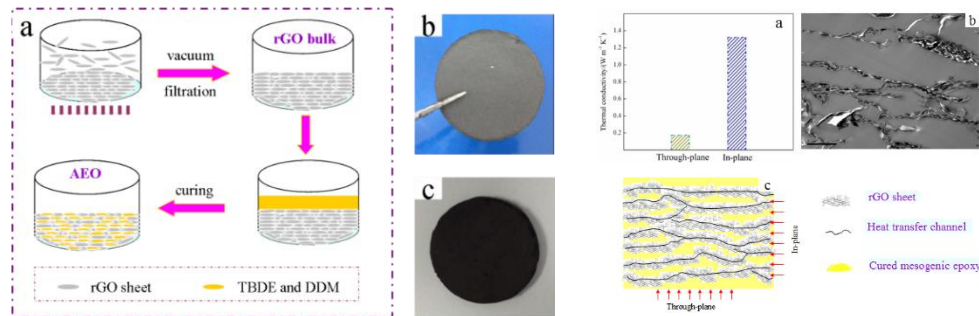 a
vacuum
filtration
rGO bulk
AEO
curing
rGO sheet
TBDE and DDM
b
c
a
Thermal conductivity/(W m⁻¹ K⁻¹)
1.4
1.2
1.0
0.8
0.6
0.4
0.2
Through-plane
In-plane
b
c
In-plane
Through-plane
rGO sheet
Heat transfer channel
Cured mesogenic epoxy